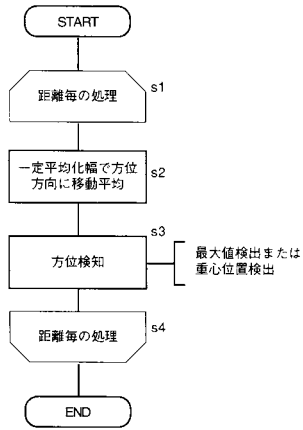 START
距離毎の処理
s1
一定平均化幅で方位
方向に移動平均
s2
s3
方位検知
最大値検出または
重心位置検出
距離毎の処理
s4
END